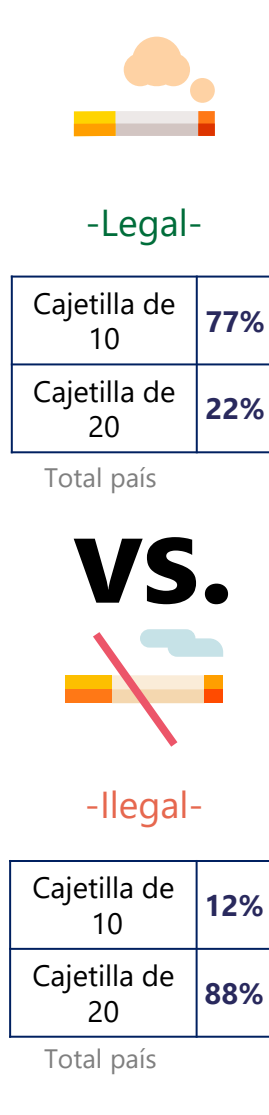 -Legal-
Cajetilla de
10
77%
Cajetilla de
20
22%
Total país
vs.
-Ilegal-
Cajetilla de
10
12%
Cajetilla de
20
88%
Total país